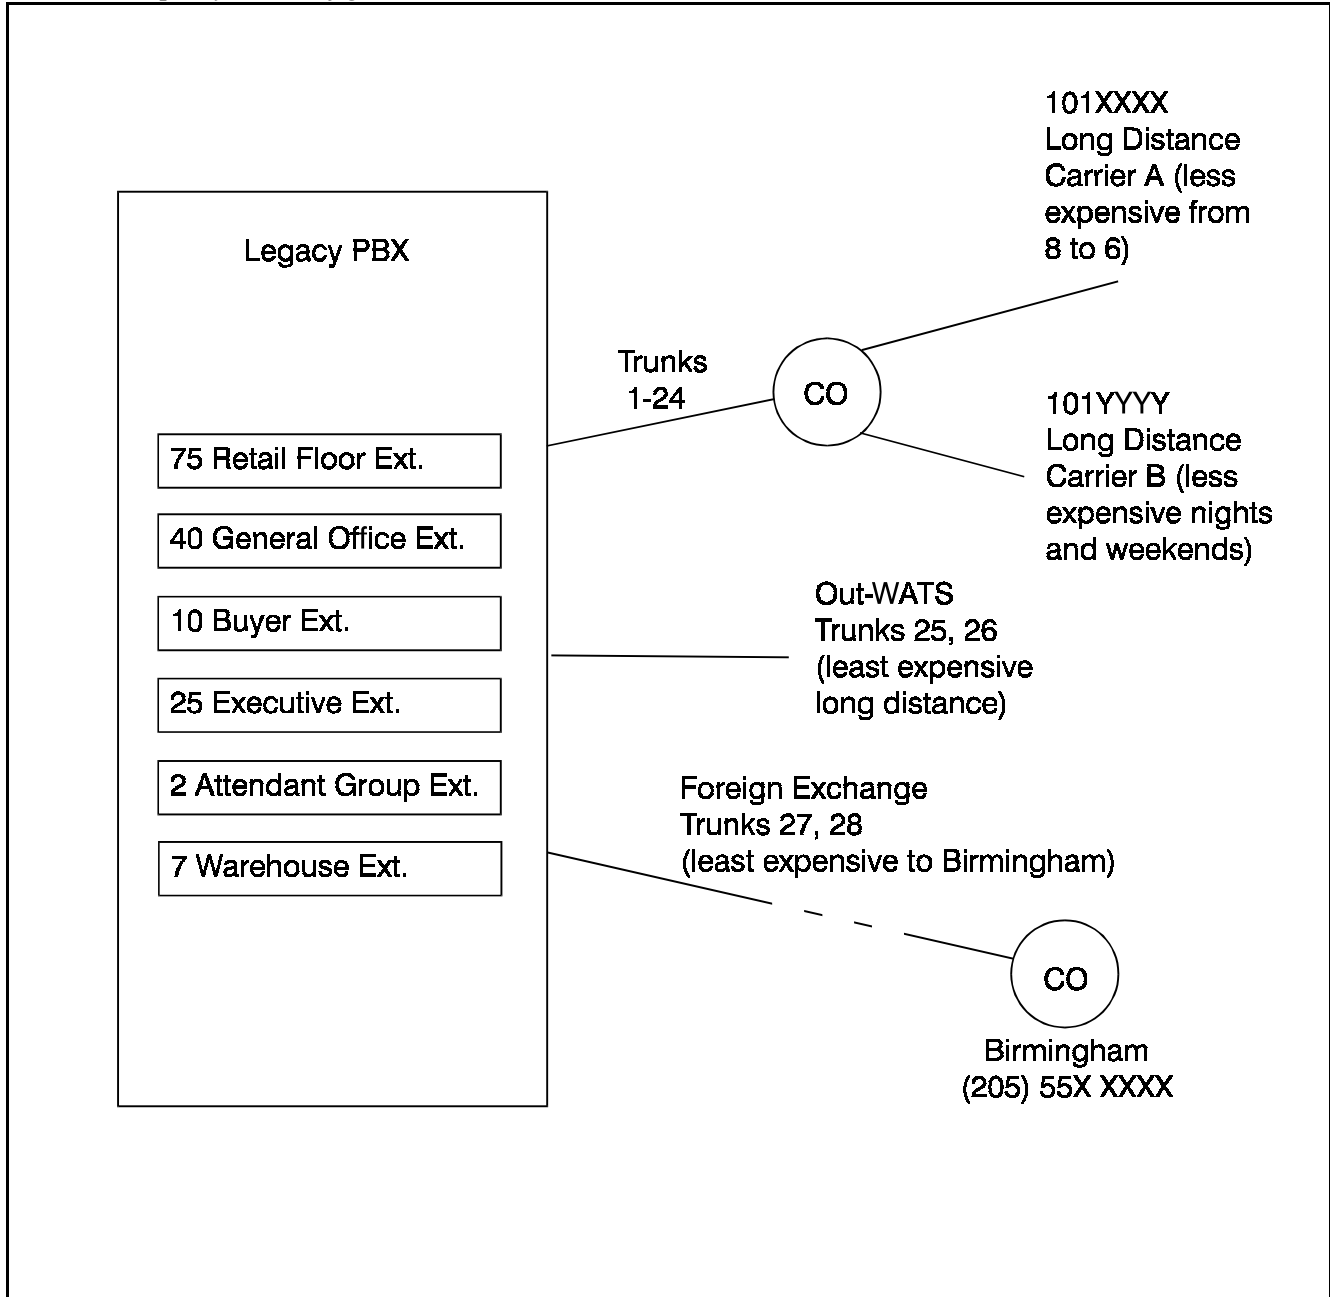 Legacy PBX
75 Retail Floor Ext.
40 General Office Ext.
10 Buyer Ext.
25 Executive Ext.
2 Attendant Group Ext.
7 Warehouse Ext.
Trunks
1-24
CO
101XXXX
Long Distance
Carrier A (less
expensive from
8 to 6)
101YYYY
Long Distance
Carrier B (less
expensive nights
and weekends)
Out-WATS
Trunks 25, 26
(least expensive
long distance)
Foreign Exchange
Trunks 27, 28
(least expensive to Birmingham)
CO
Birmingham
(205) 55X XXXX